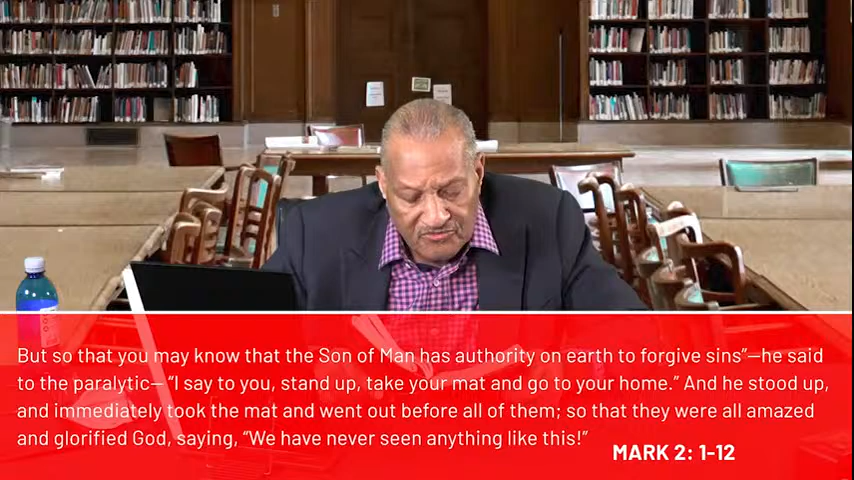 But so that you may know that the Son of Man has authority on earth to forgive sins”—he said
to the paralytic— “I say to you, stand up, take your mat and go to your home.” And he stood up,
and immediately took the mat and went out before all of them; so that they were all amazed
and glorified God, saying, “We have never seen anything like this!”
MARK 2: 1-12